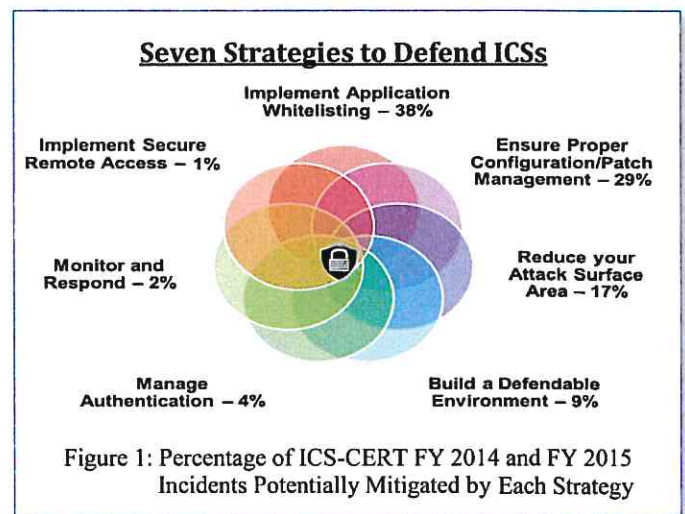 Seven Strategies to Defend ICSs
Implement Application
Whitelisting – 38%
Implement Secure
Remote Access – 1%
Ensure Proper
Configuration/Patch
Management – 29%
Monitor and
Respond – 2%
Reduce your
Attack Surface
Area – 17%
Manage
Authentication – 4%
Build a Defendable
Environment – 9%
Figure 1: Percentage of ICS-CERT FY 2014 and FY 2015
Incidents Potentially Mitigated by Each Strategy